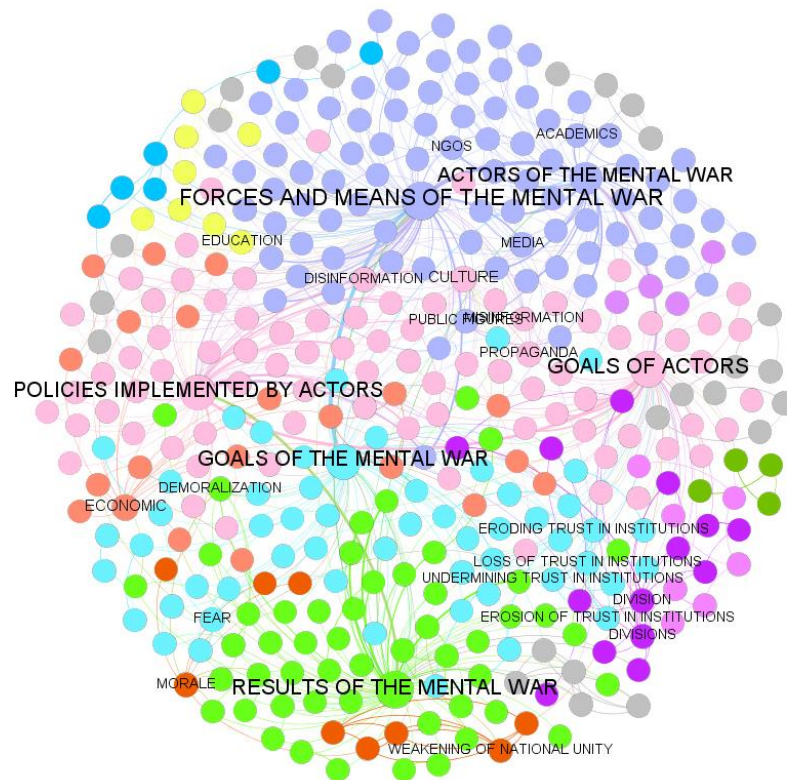 ACADEMICS
NGOS
ACTORS OF THE MENTAL WAR
FORCES AND MEANS OF THE MENTAL WAR
EDUCATION
MEDIA
DISINFORMATION
CULTURE
PUBLIC FIGURES
MISINFORMATION
PROPAGANDA
GOALS OF ACTORS
POLICIES IMPLEMENTED BY ACTORS
GOALS OF THE MENTAL WAR
DEMORALIZATION
ECONOMIC
ERODING TRUST IN INSTITUTIONS
LOSS OF TRUST IN INSTITUTIONS
UNDERMINING TRUST IN INSTITUTIONS
DIVISION
FEAR
EROSION OF TRUST IN INSTITUTIONS
DIVISIONS
MORALE
RESULTS OF THE MENTAL WAR
WEAKENING OF NATIONAL UNITY